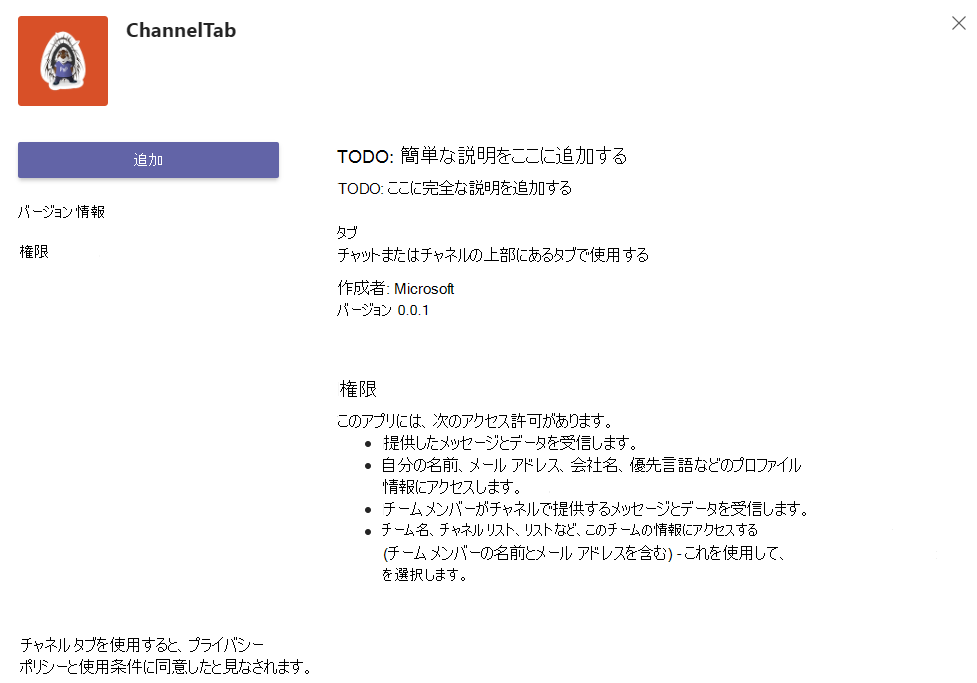 ChannelTab
追加
バージョン情報
権限
TODO: 簡単な説明をここに追加する
TODO: ここに完全な説明を追加する
タブ
チャットまたはチャネルの上部にあるタブで使用する
作成者: Microsoft
バージョン 0.0.1
権限
このアプリには、次のアクセス許可があります。
• 提供したメッセージとデータを受信します。
• 自分の名前、メール アドレス、会社名、優先言語などのプロファイル
情報にアクセスします。
• チーム メンバーがチャネルで提供するメッセージとデータを受信します。
• チーム名、チャネル リスト、リストなど、このチームの情報にアクセスする
(チーム メンバーの名前とメール アドレスを含む) - これを使用して、
を選択します。
チャネル タブを使用すると、プライバシー
ポリシーと使用条件に同意したと見なされます。